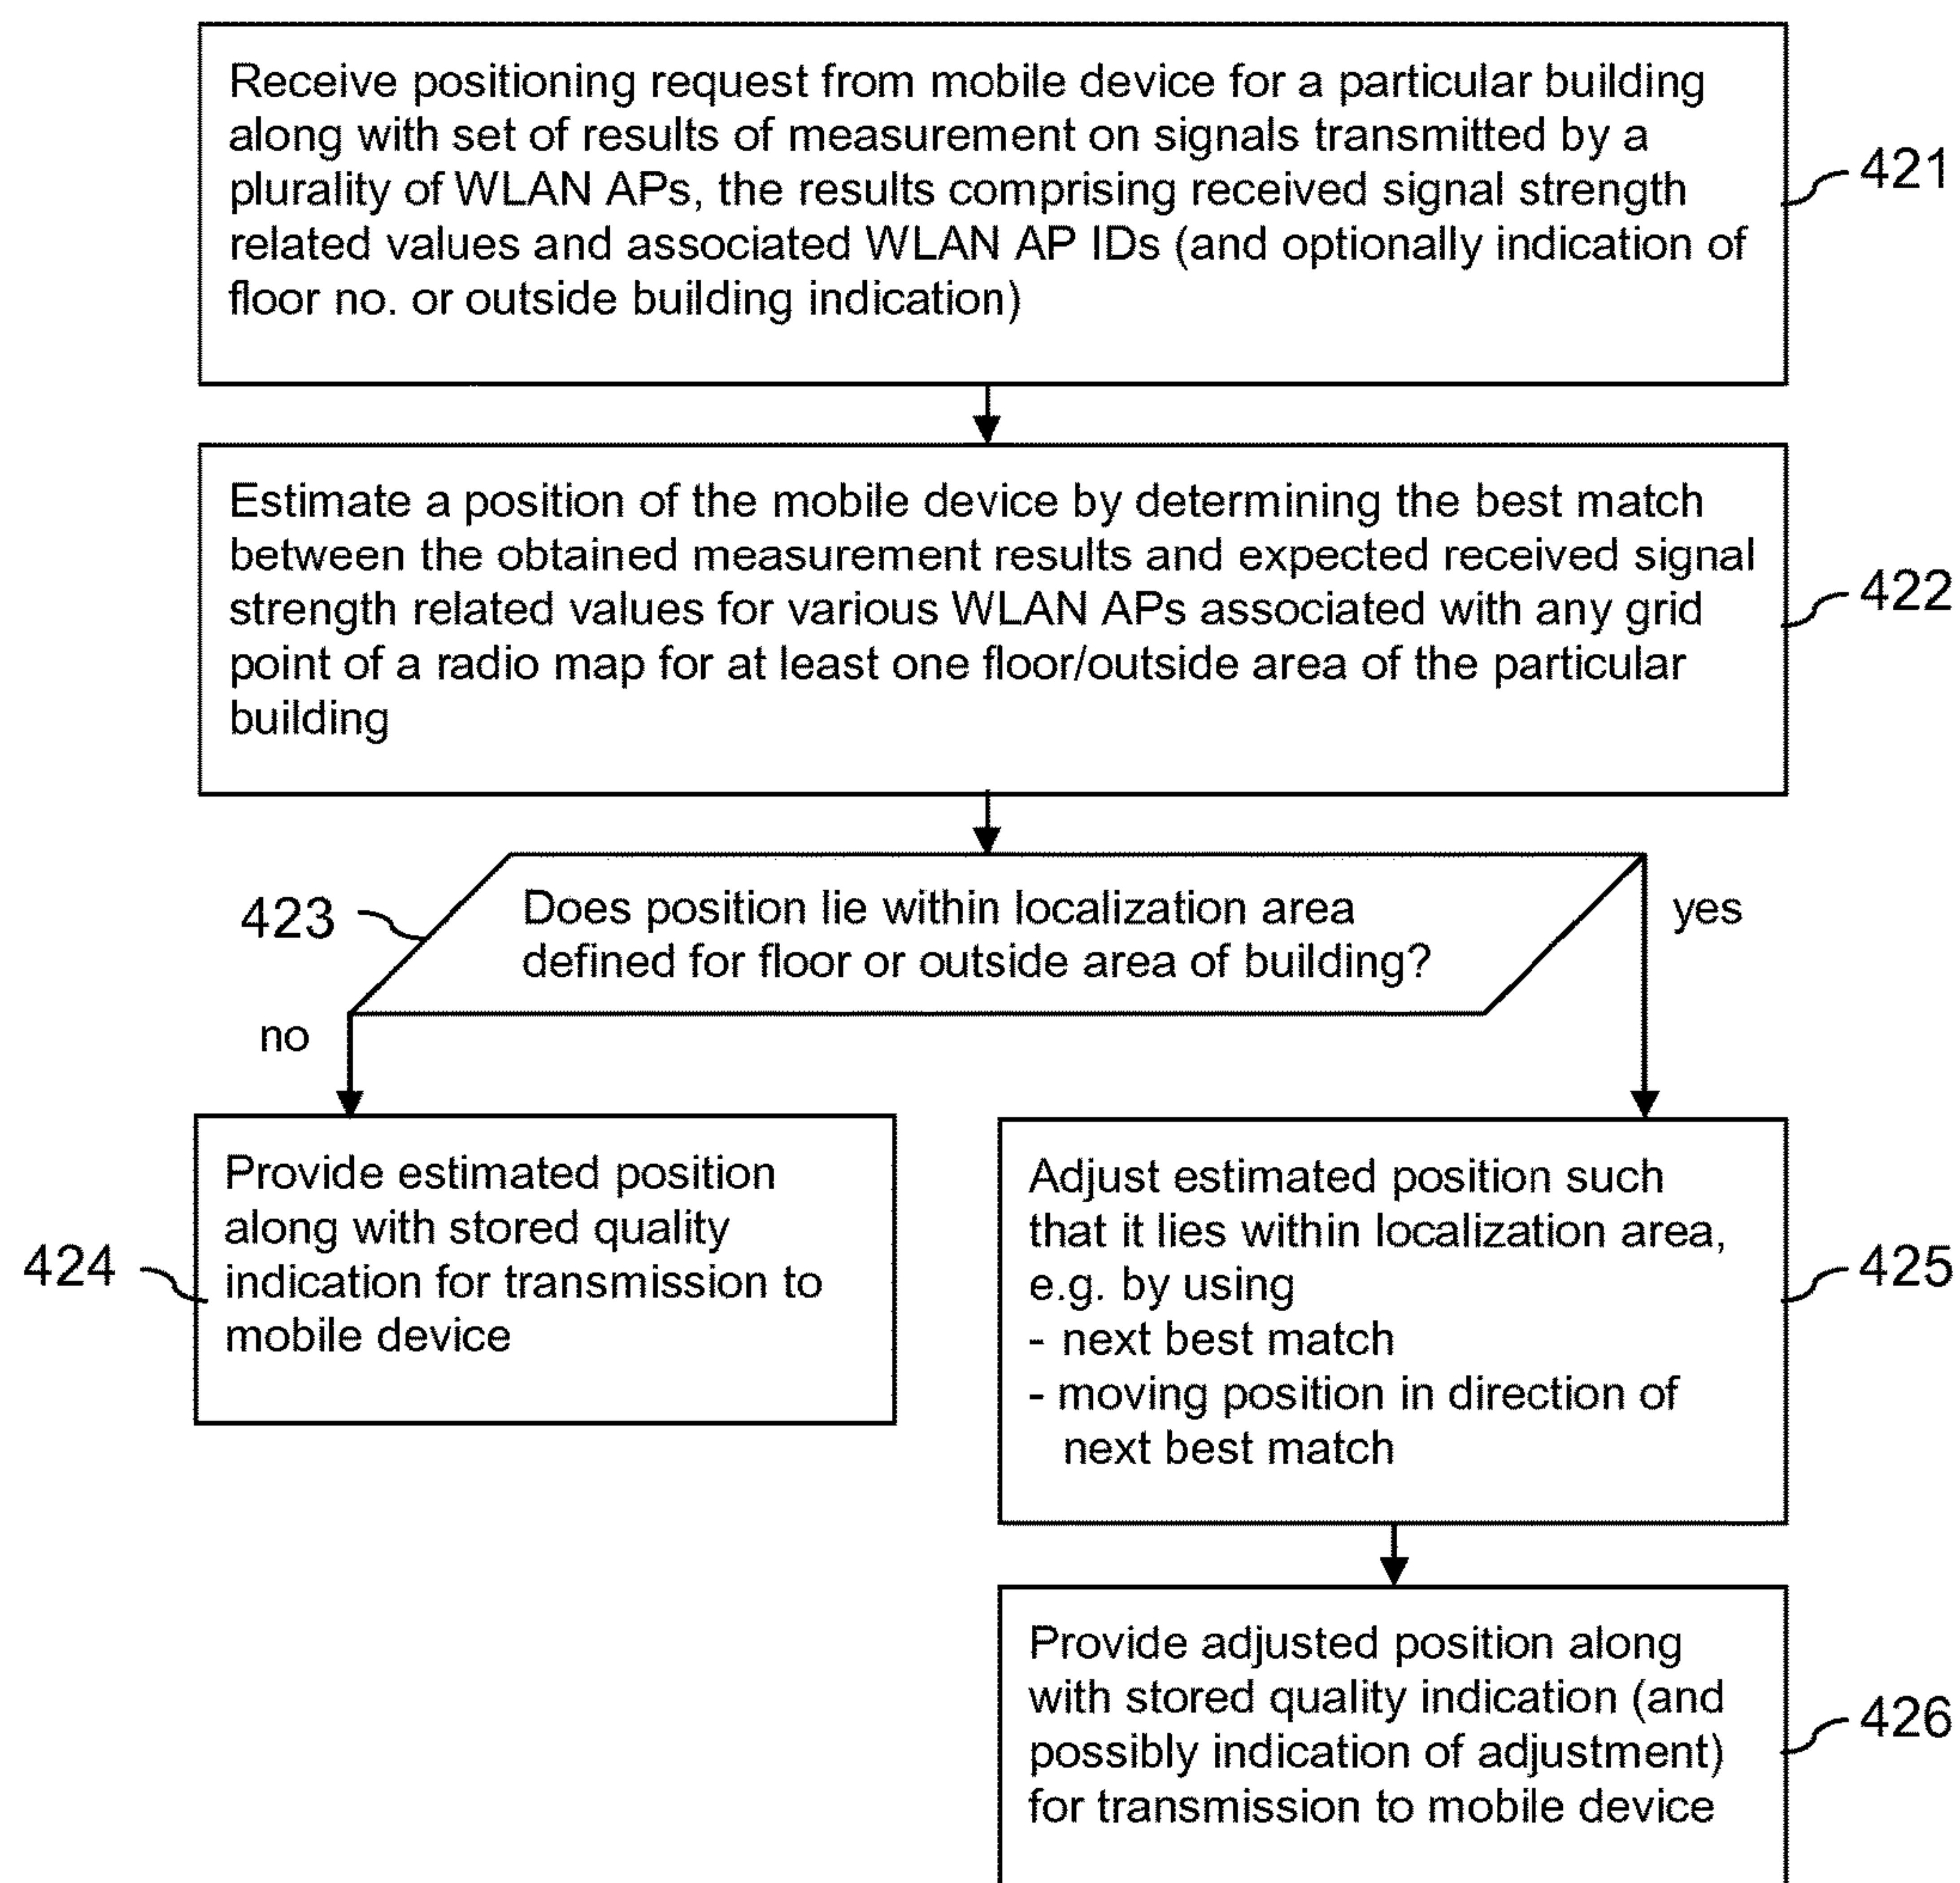 Receive positioning request from mobile device for a particular building
along with set of results of measurement on signals transmitted by a
plurality of WLAN APs, the results comprising received signal strength
related values and associated WLAN AP IDs (and optionally indication of
floor no. or outside building indication)
421
Estimate a position of the mobile device by determining the best match
between the obtained measurement results and expected received signal
strength related values for various WLAN APs associated with any grid
point of a radio map for at least one floor/outside area of the particular
building
422
423
Does position lie within localization area
defined for floor or outside area of building?
yes
no
Provide estimated position
along with stored quality
indication for transmission to
mobile device
424
Adjust estimated position such
that it lies within localization area,
e.g. by using
- next best match
- moving position in direction of
next best match
425
Provide adjusted position along
with stored quality indication (and
possibly indication of adjustment)
for transmission to mobile device
426